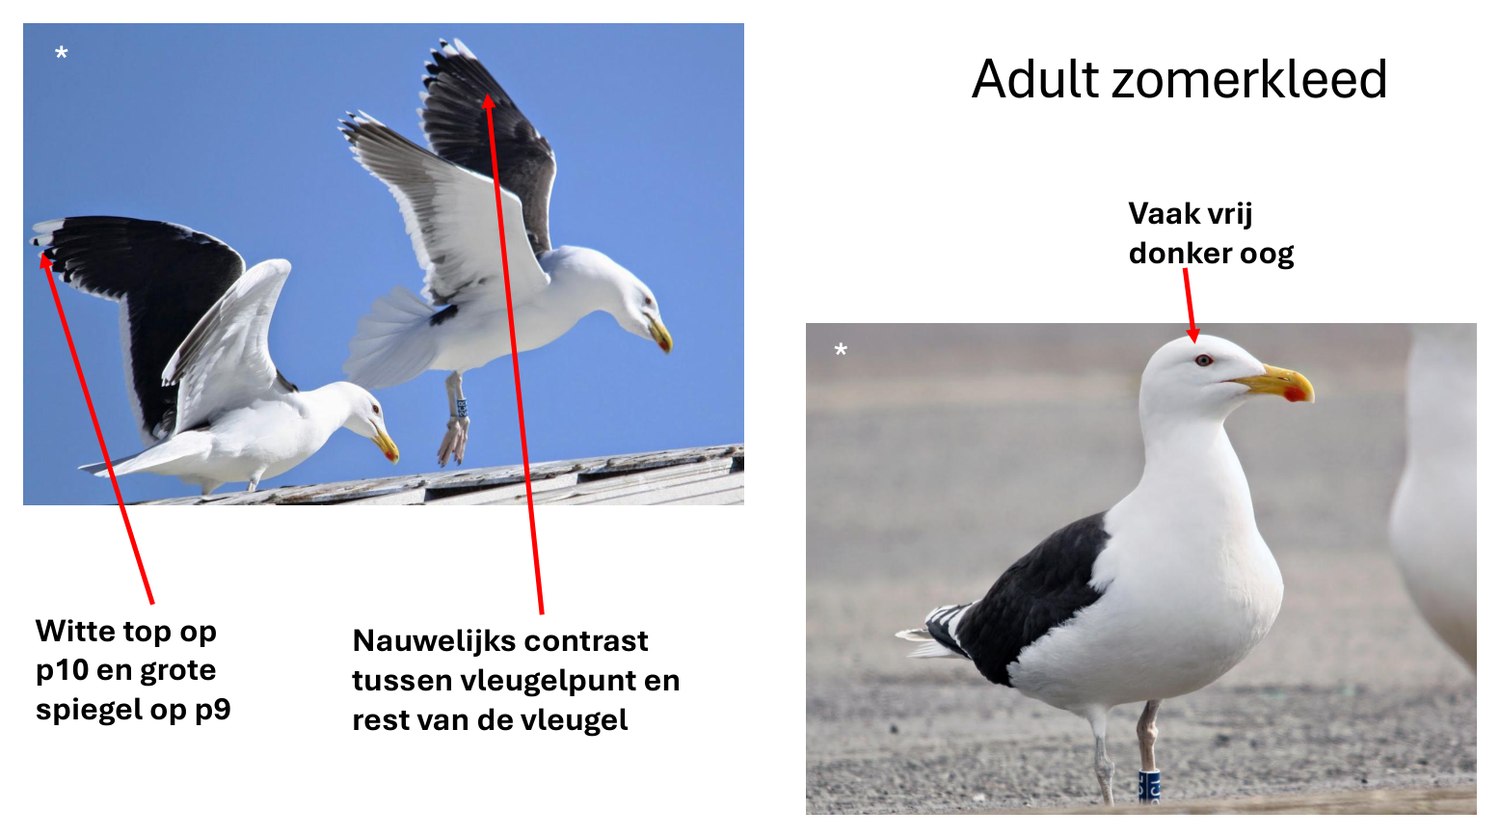 *
Adult zomerkleed
Vaak vrij
donker oog
*
Witte top op
p10 en grote
spiegel op p9
Nauwelijks contrast
tussen vleugelpunt en
rest van de vleugel